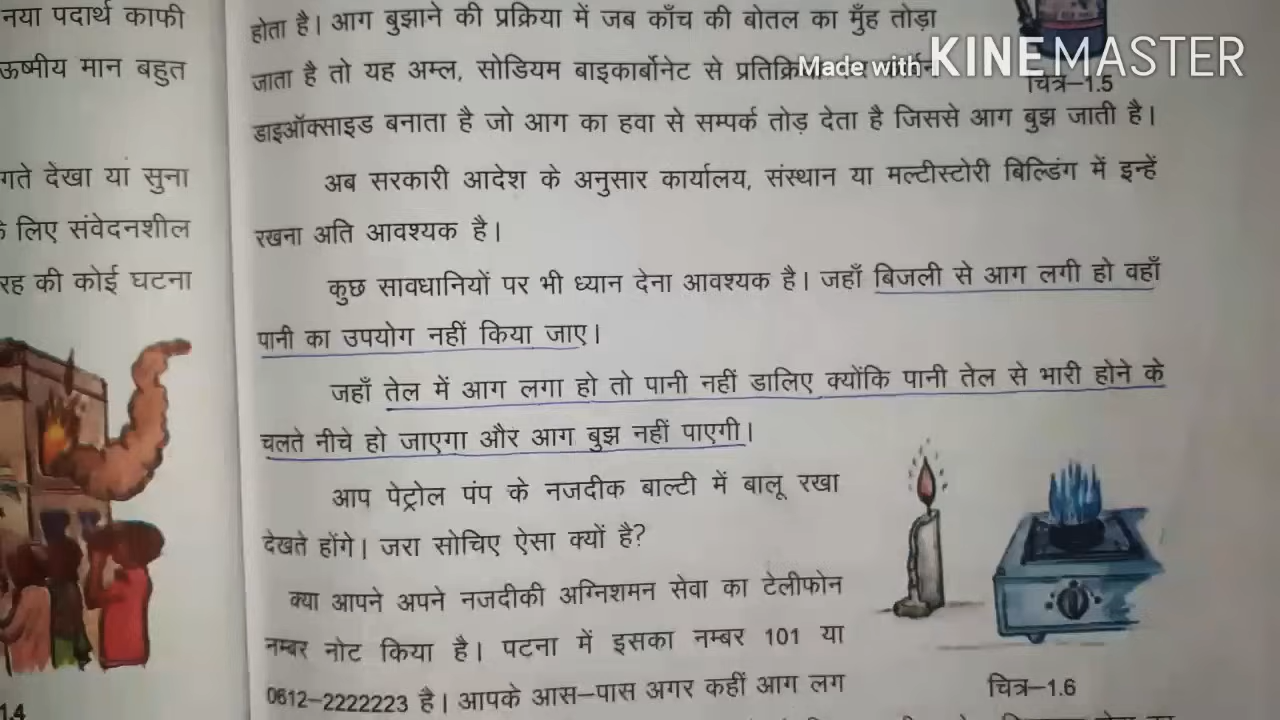 नया पदार्थ काफी
ऊष्मीय मान बहुत
गते देखा या सुना
लिए संवेदनशील
रह की कोई घटना
1.4
होता है। आग बुझाने की प्रक्रिया में जब काँच की बोतल का मुँह तोड़ा
जाता है तो यह अम्ल, सोडियम बाइकार्बोनेट से
Made with KINEMASTER
चित्र–1.5
डाइऑक्साइड बनाता है जो आग का हवा से सम्पर्क तोड़ देता है जिससे आग बुझ जाती है।
अब सरकारी आदेश के अनुसार कार्यालय, संस्थान या मल्टीस्टोरी बिल्डिंग में इन्हें
रखना अति आवश्यक है।
कुछ सावधानियों पर भी ध्यान देना आवश्यक है। जहाँ बिजली से आग लगी हो वहाँ
पानी का उपयोग नहीं किया जाए।
जहाँ तेल में आग लगा हो तो पानी नहीं डालिए क्योंकि पानी तेल से भारी होने के
चलते नीचे हो जाएगा और आग बुझ नहीं पाएगी।
आप पेट्रोल पंप के नजदीक बाल्टी में बालू रखा
देखते होंगे। जरा सोचिए ऐसा क्यों है?
क्या आपने अपने नजदीकी अग्निशमन सेवा का टेलीफोन
नम्बर नोट किया है। पटना में इसका नम्बर 101 या
0612–2222223 है। आपके आस–पास अगर कहीं आग लग
चित्र–1.6